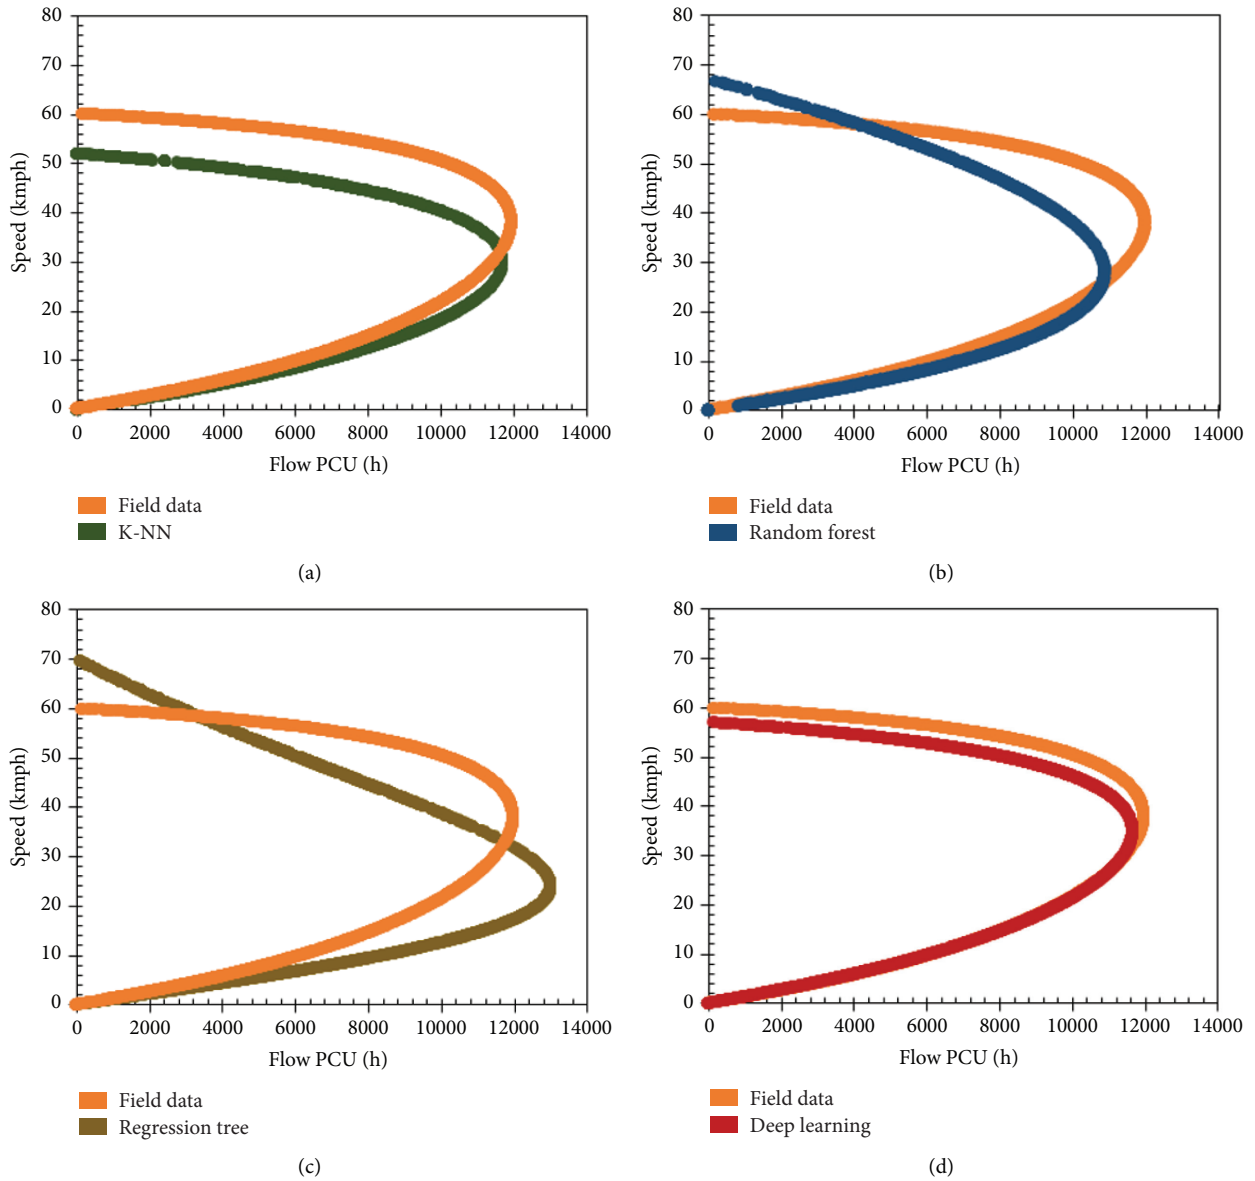 80
70
60
50
40
30
20
10
0
Speed (kmph)
0 2000 4000 6000 8000 10000 12000 14000
Flow PCU (h)
Field data
K-NN
(a)
80
70
60
50
40
30
20
10
0
Speed (kmph)
0 2000 4000 6000 8000 10000 12000 14000
Flow PCU (h)
Field data
Random forest
(b)
80
70
60
50
40
30
20
10
0
Speed (kmph)
0 2000 4000 6000 8000 10000 12000 14000
Flow PCU (h)
Field data
Regression tree
(c)
80
70
60
50
40
30
20
10
0
Speed (kmph)
0 2000 4000 6000 8000 10000 12000 14000
Flow PCU (h)
Field data
Deep learning
(d)